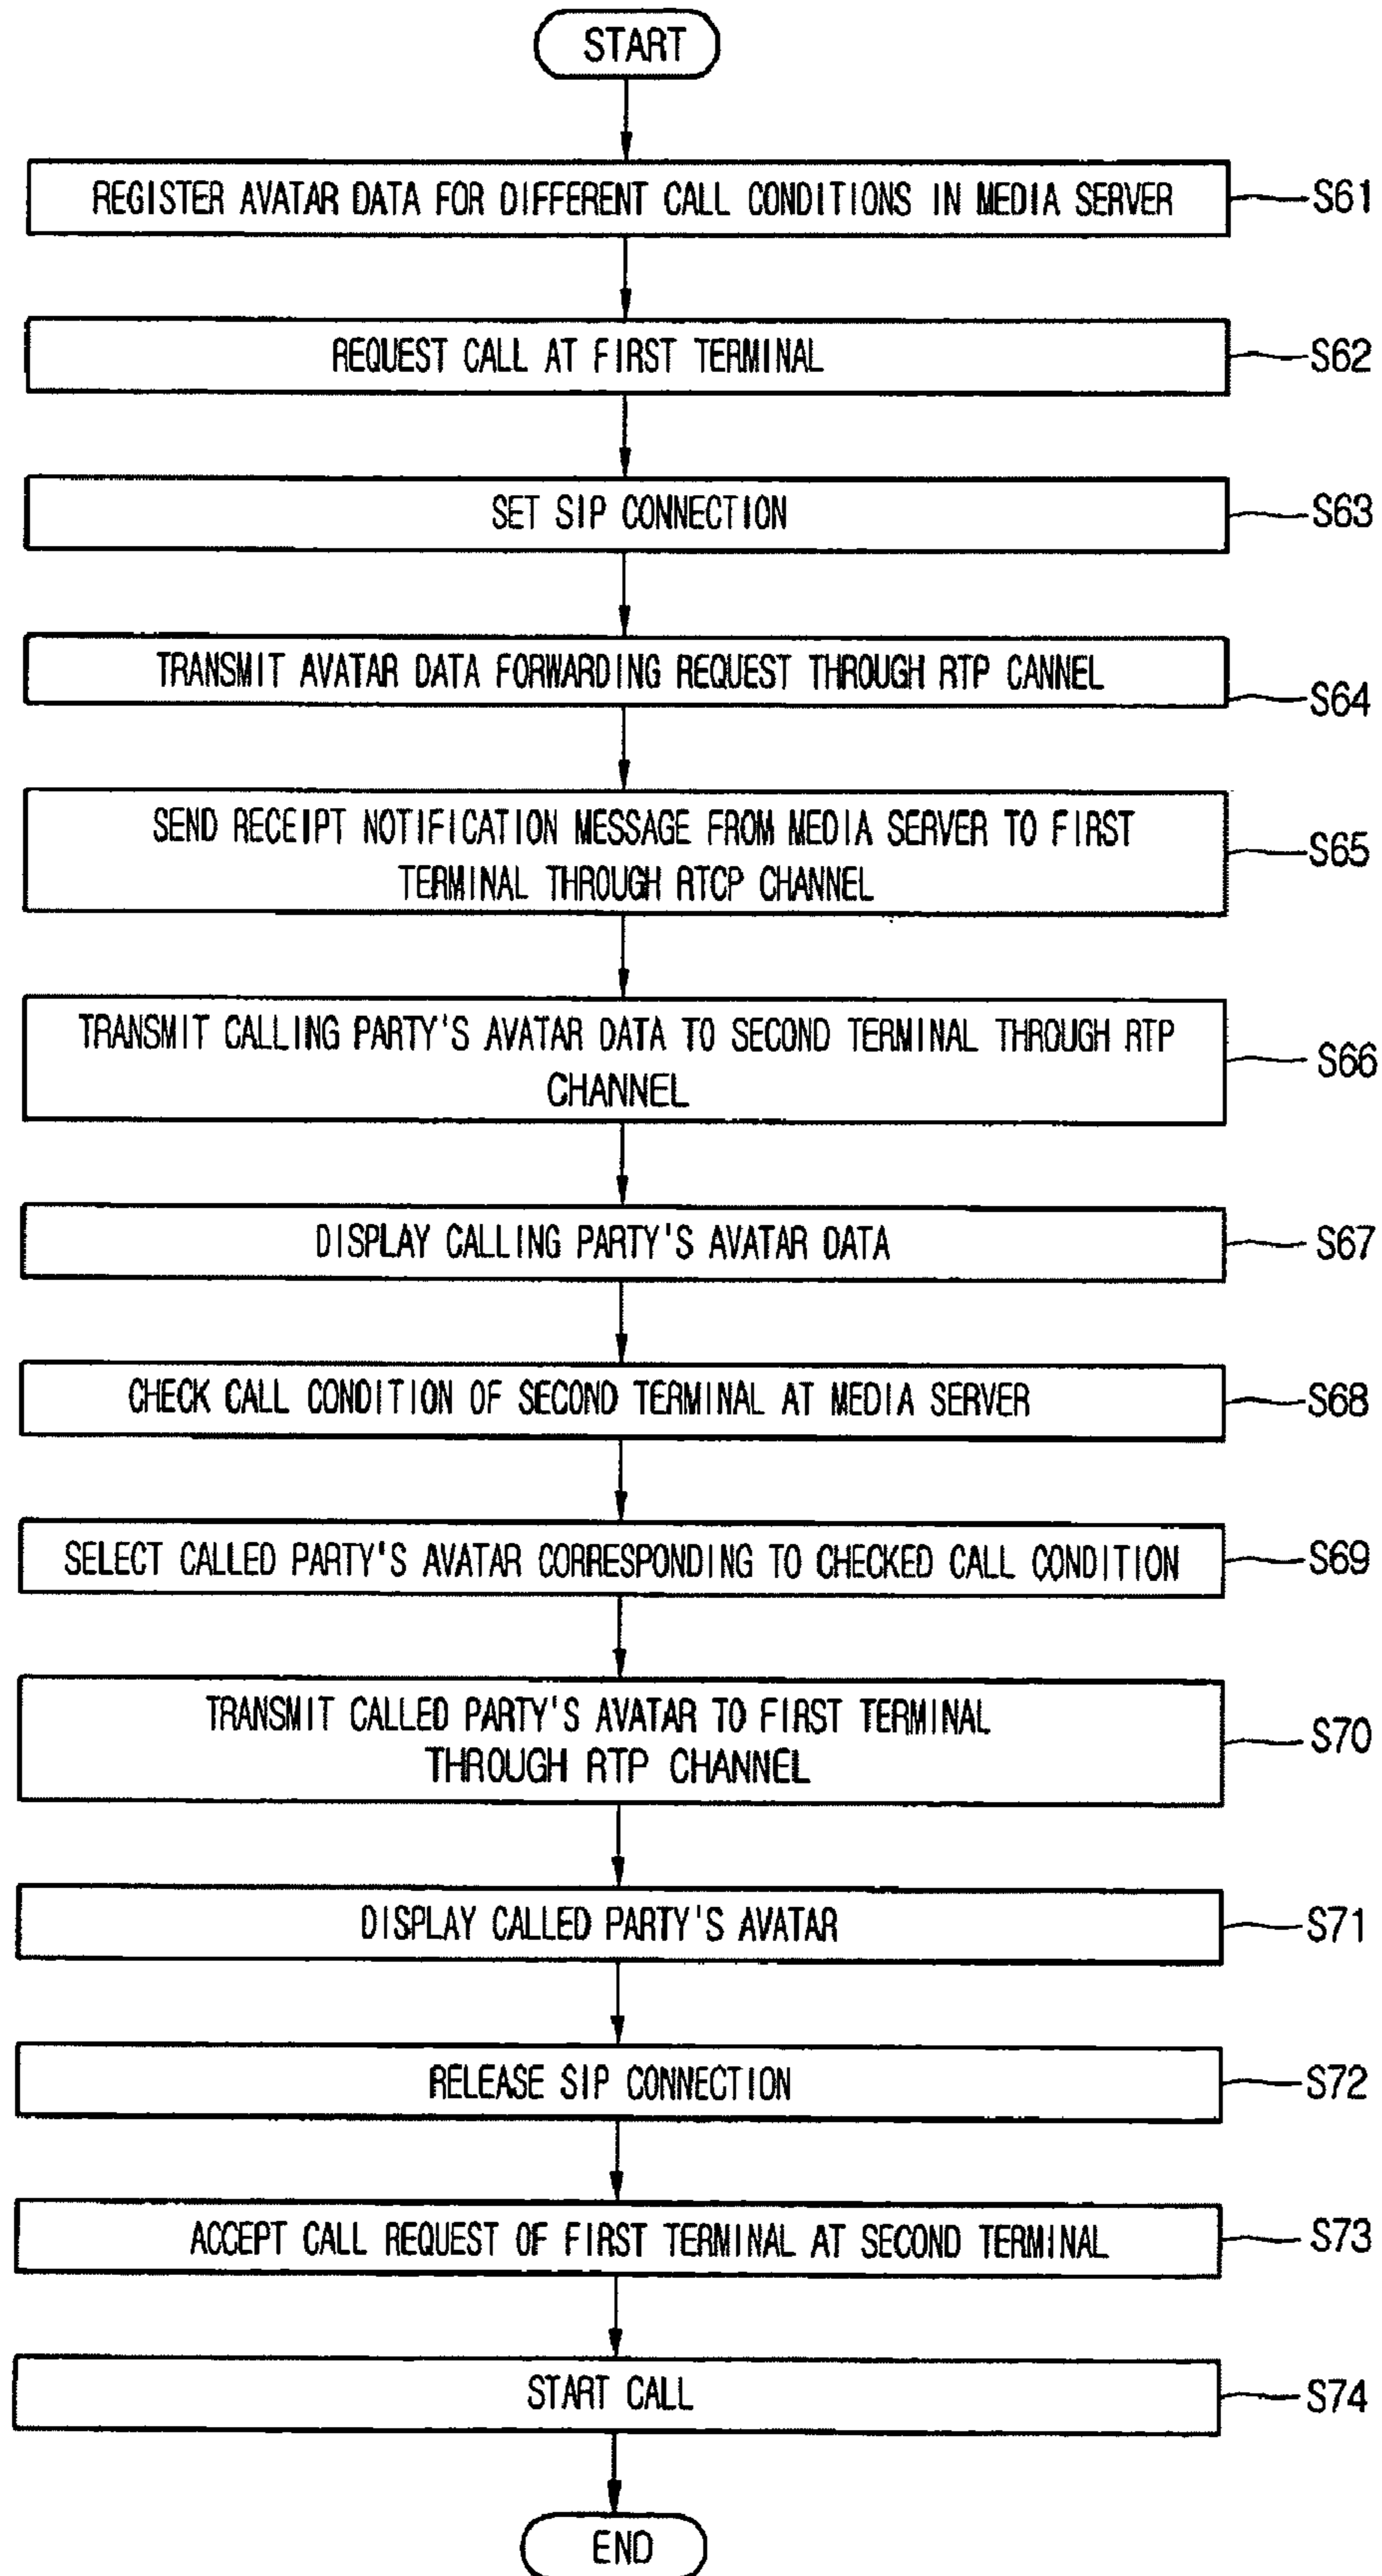 START
REGISTER AVATAR DATA FOR DIFFERENT CALL CONDITIONS IN MEDIA SERVER
S61
REQUEST CALL AT FIRST TERMINAL
S62
SET SIP CONNECTION
S63
TRANSMIT AVATAR DATA FORWARDING REQUEST THROUGH RTP CANNEL
S64
SEND RECEIPT NOTIFICATION MESSAGE FROM MEDIA SERVER TO FIRST
TERMINAL THROUGH RTCP CHANNEL
S65
TRANSMIT CALLING PARTY'S AVATAR DATA TO SECOND TERMINAL THROUGH RTP
CHANNEL
S66
DISPLAY CALLING PARTY'S AVATAR DATA
S67
CHECK CALL CONDITION OF SECOND TERMINAL AT MEDIA SERVER
S68
SELECT CALLED PARTY'S AVATAR CORRESPONDING TO CHECKED CALL CONDITION
S69
TRANSMIT CALLED PARTY'S AVATAR TO FIRST TERMINAL
THROUGH RTP CHANNEL
S70
DISPLAY CALLED PARTY'S AVATAR
S71
RELEASE SIP CONNECTION
S72
ACCEPT CALL REQUEST OF FIRST TERMINAL AT SECOND TERMINAL
S73
START CALL
S74
END